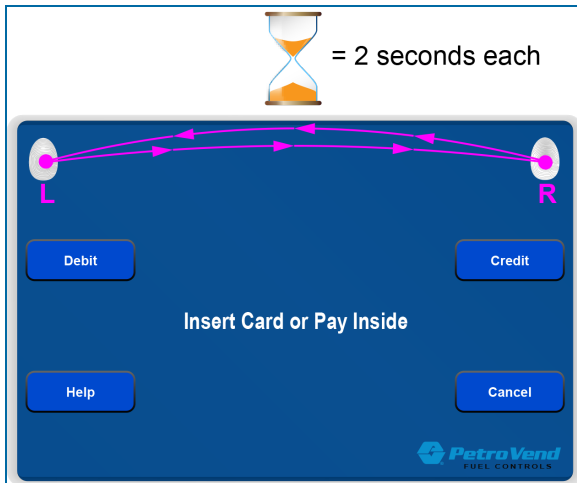 = 2 seconds each
L
R
Debit
Credit
Insert Card or Pay Inside
Help
Cancel
PetroVend
FUEL CONTROLS